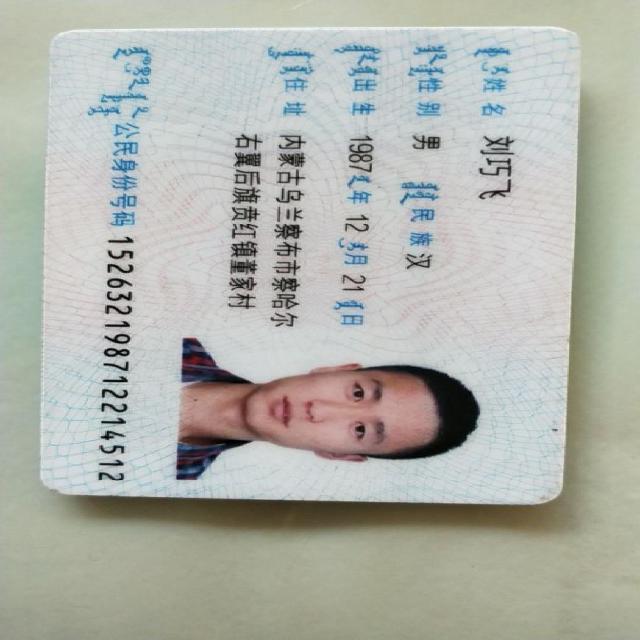 姓名 刘巧飞
性别 男 民族 汉
出生 1987 年 12 月 21 日
住址 内蒙古乌兰察布市察哈尔
右翼后旗贲红镇董家村
公民身份号码 152632198712214512